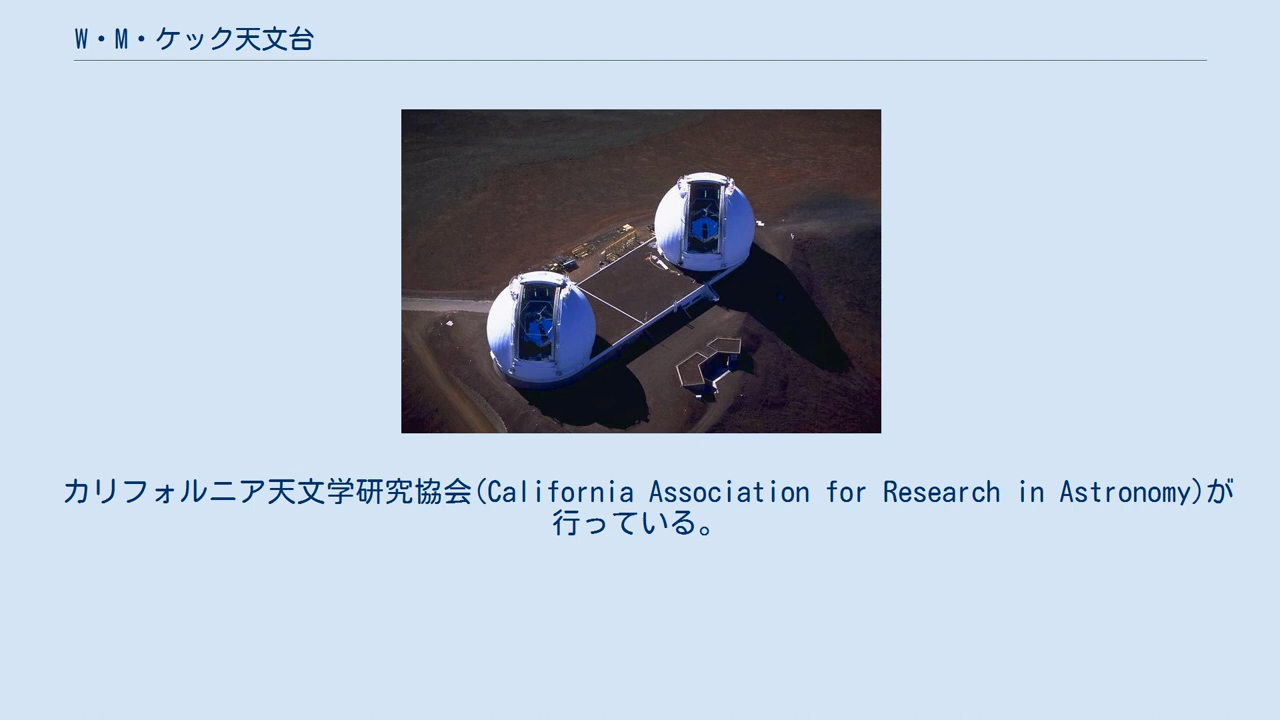 W・M・ケック天文台
カリフォルニア天文学研究協会(California Association for Research in Astronomy)が
行っている。